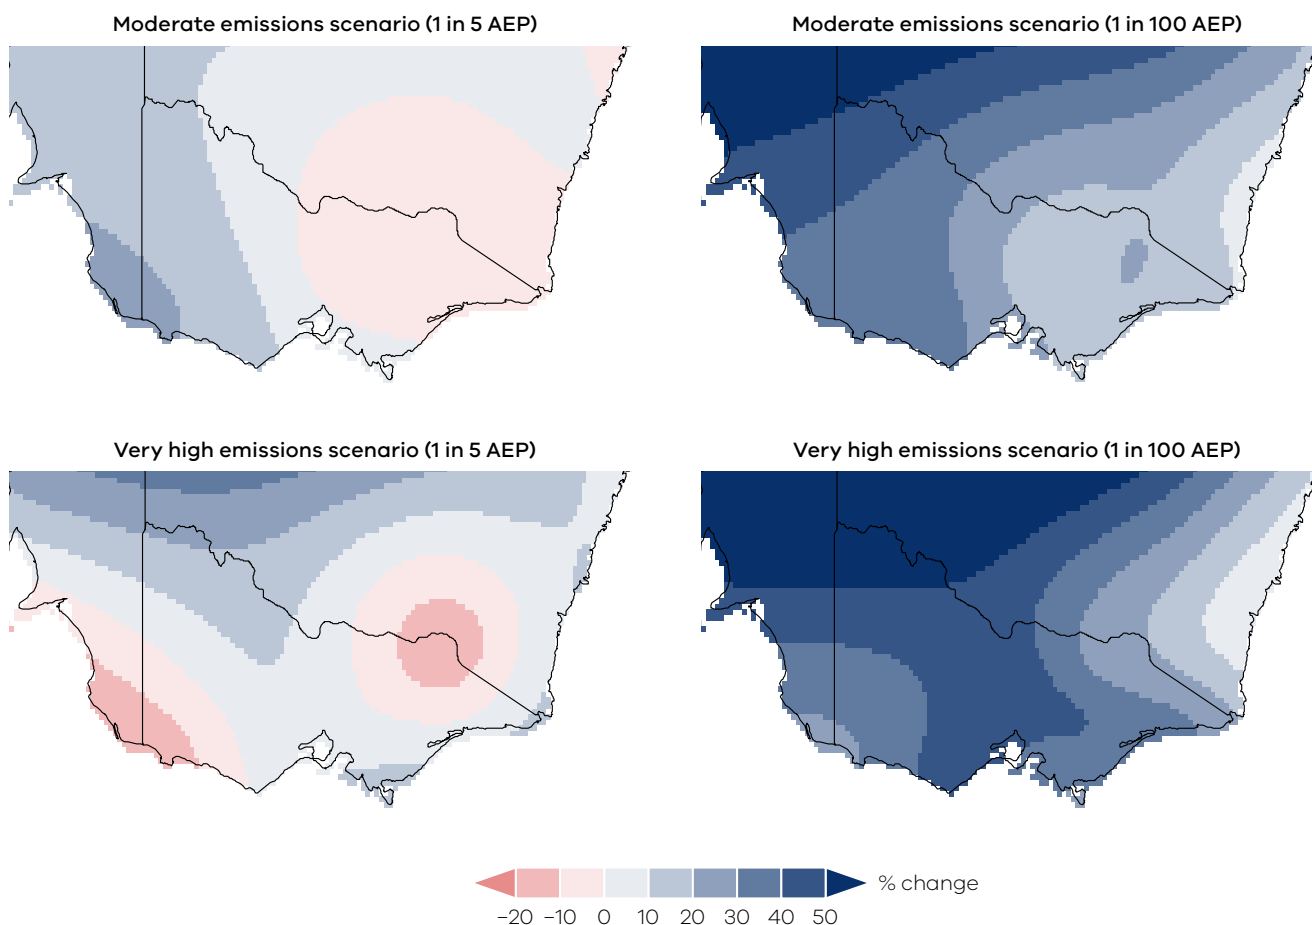 Moderate emissions scenario (1 in 5 AEP)
Moderate emissions scenario (1 in 100 AEP)
Very high emissions scenario (1 in 5 AEP)
Very high emissions scenario (1 in 100 AEP)
% change
−20 −10 0 10 20 30 40 50